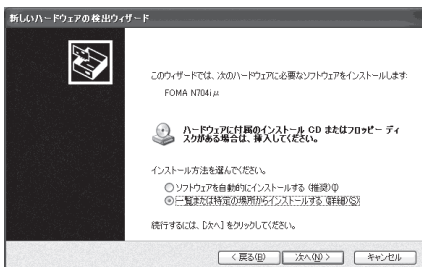 新しいハードウェアの検出ウィザード
このウィザードでは、次のハードウェアに必要なソフトウェアをインストールします:
FOMA N704iμ
ハードウェアに付属のインストール CD またはフロッピー ディ
スクがある場合は、挿入してください。
インストール方法を選んでください。
ソフトウェアを自動的にインストールする (推奨)(I)
一覧または特定の場所からインストールする (詳細)(S)
続行するには、[次へ] をクリックしてください。
< 戻る(B)
次へ(N) >
キャンセル